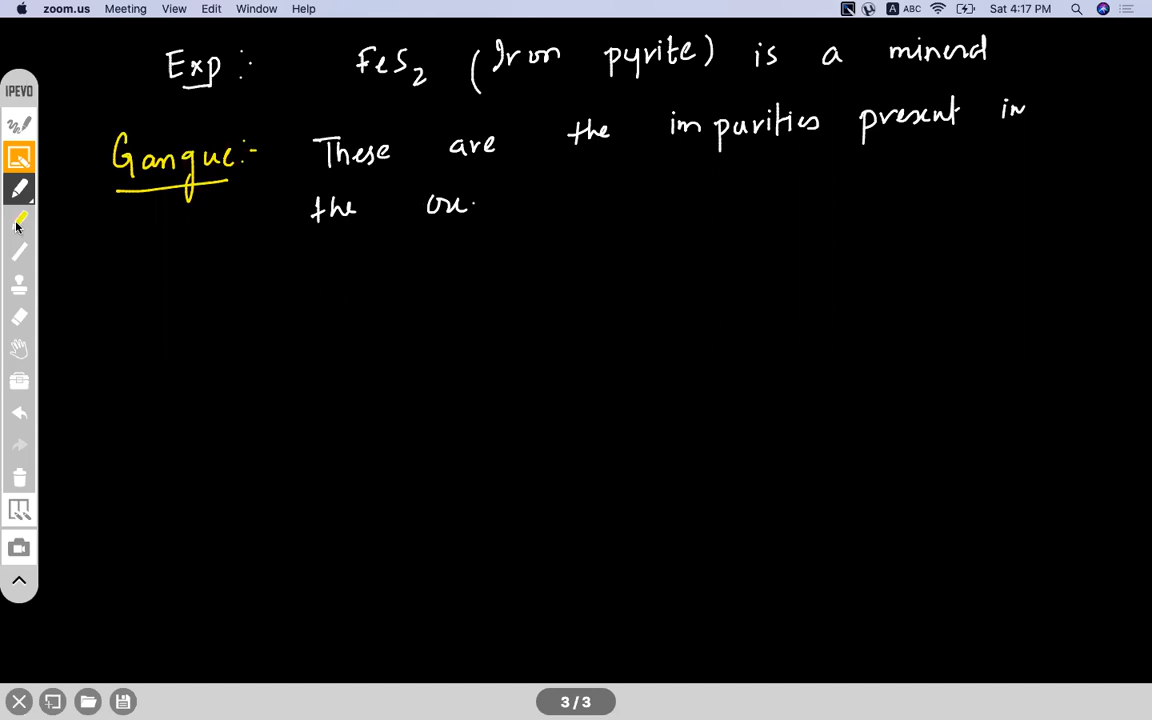 zoom.us Meeting View Edit Window Help ABC Sat 4:17 PM
Exp :- FeS2 (Iron pyrite) is a mineral
IPEVO
Gangue :- These are the impurities present in
the ore.
3/3